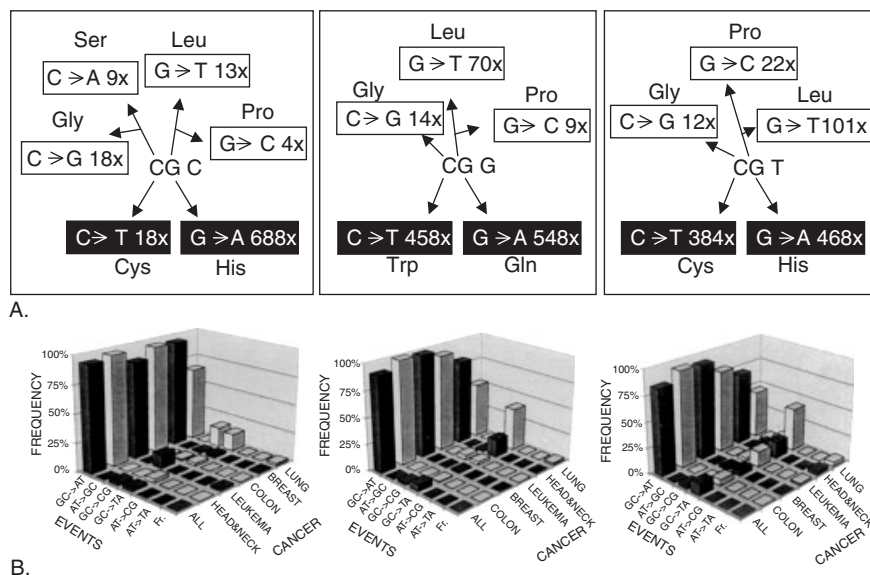 Ser Leu
C > A 9x G > T 13x
Gly Pro
C > G 18x G > C 4x
CG C
C > T 18x G > A 688x
Cys His
Leu
G > T 70x
Gly Pro
C > G 14x G > C 9x
CG G
C > T 458x G > A 548x
Trp Gln
Pro
G > C 22x
Gly Leu
C > G 12x G > T101x
CG T
C > T 384x G > A 468x
Cys His
A.
FREQUENCY
100%
75%
50%
25%
0%
GC->AT
AT->GC
GC->CG
GC->TA
AT->CG
AT->TA
Fr.
EVENTS
ALL
HEAD&NECK
LEUKEMIA
COLON
BREAST
LUNG
CANCER
FREQUENCY
100%
75%
50%
25%
0%
GC->AT
AT->GC
GC->CG
GC->TA
AT->CG
AT->TA
Fr.
EVENTS
ALL
COLON
BREAST
LEUKEMIA
HEAD&NECK
LUNG
CANCER
FREQUENCY
100%
75%
50%
25%
0%
GC->AT
AT->GC
GC->CG
GC->TA
AT->CG
AT->TA
Fr.
EVENTS
ALL
COLON
BREAST
LEUKEMIA
HEAD&NECK
LUNG
CANCER
B.